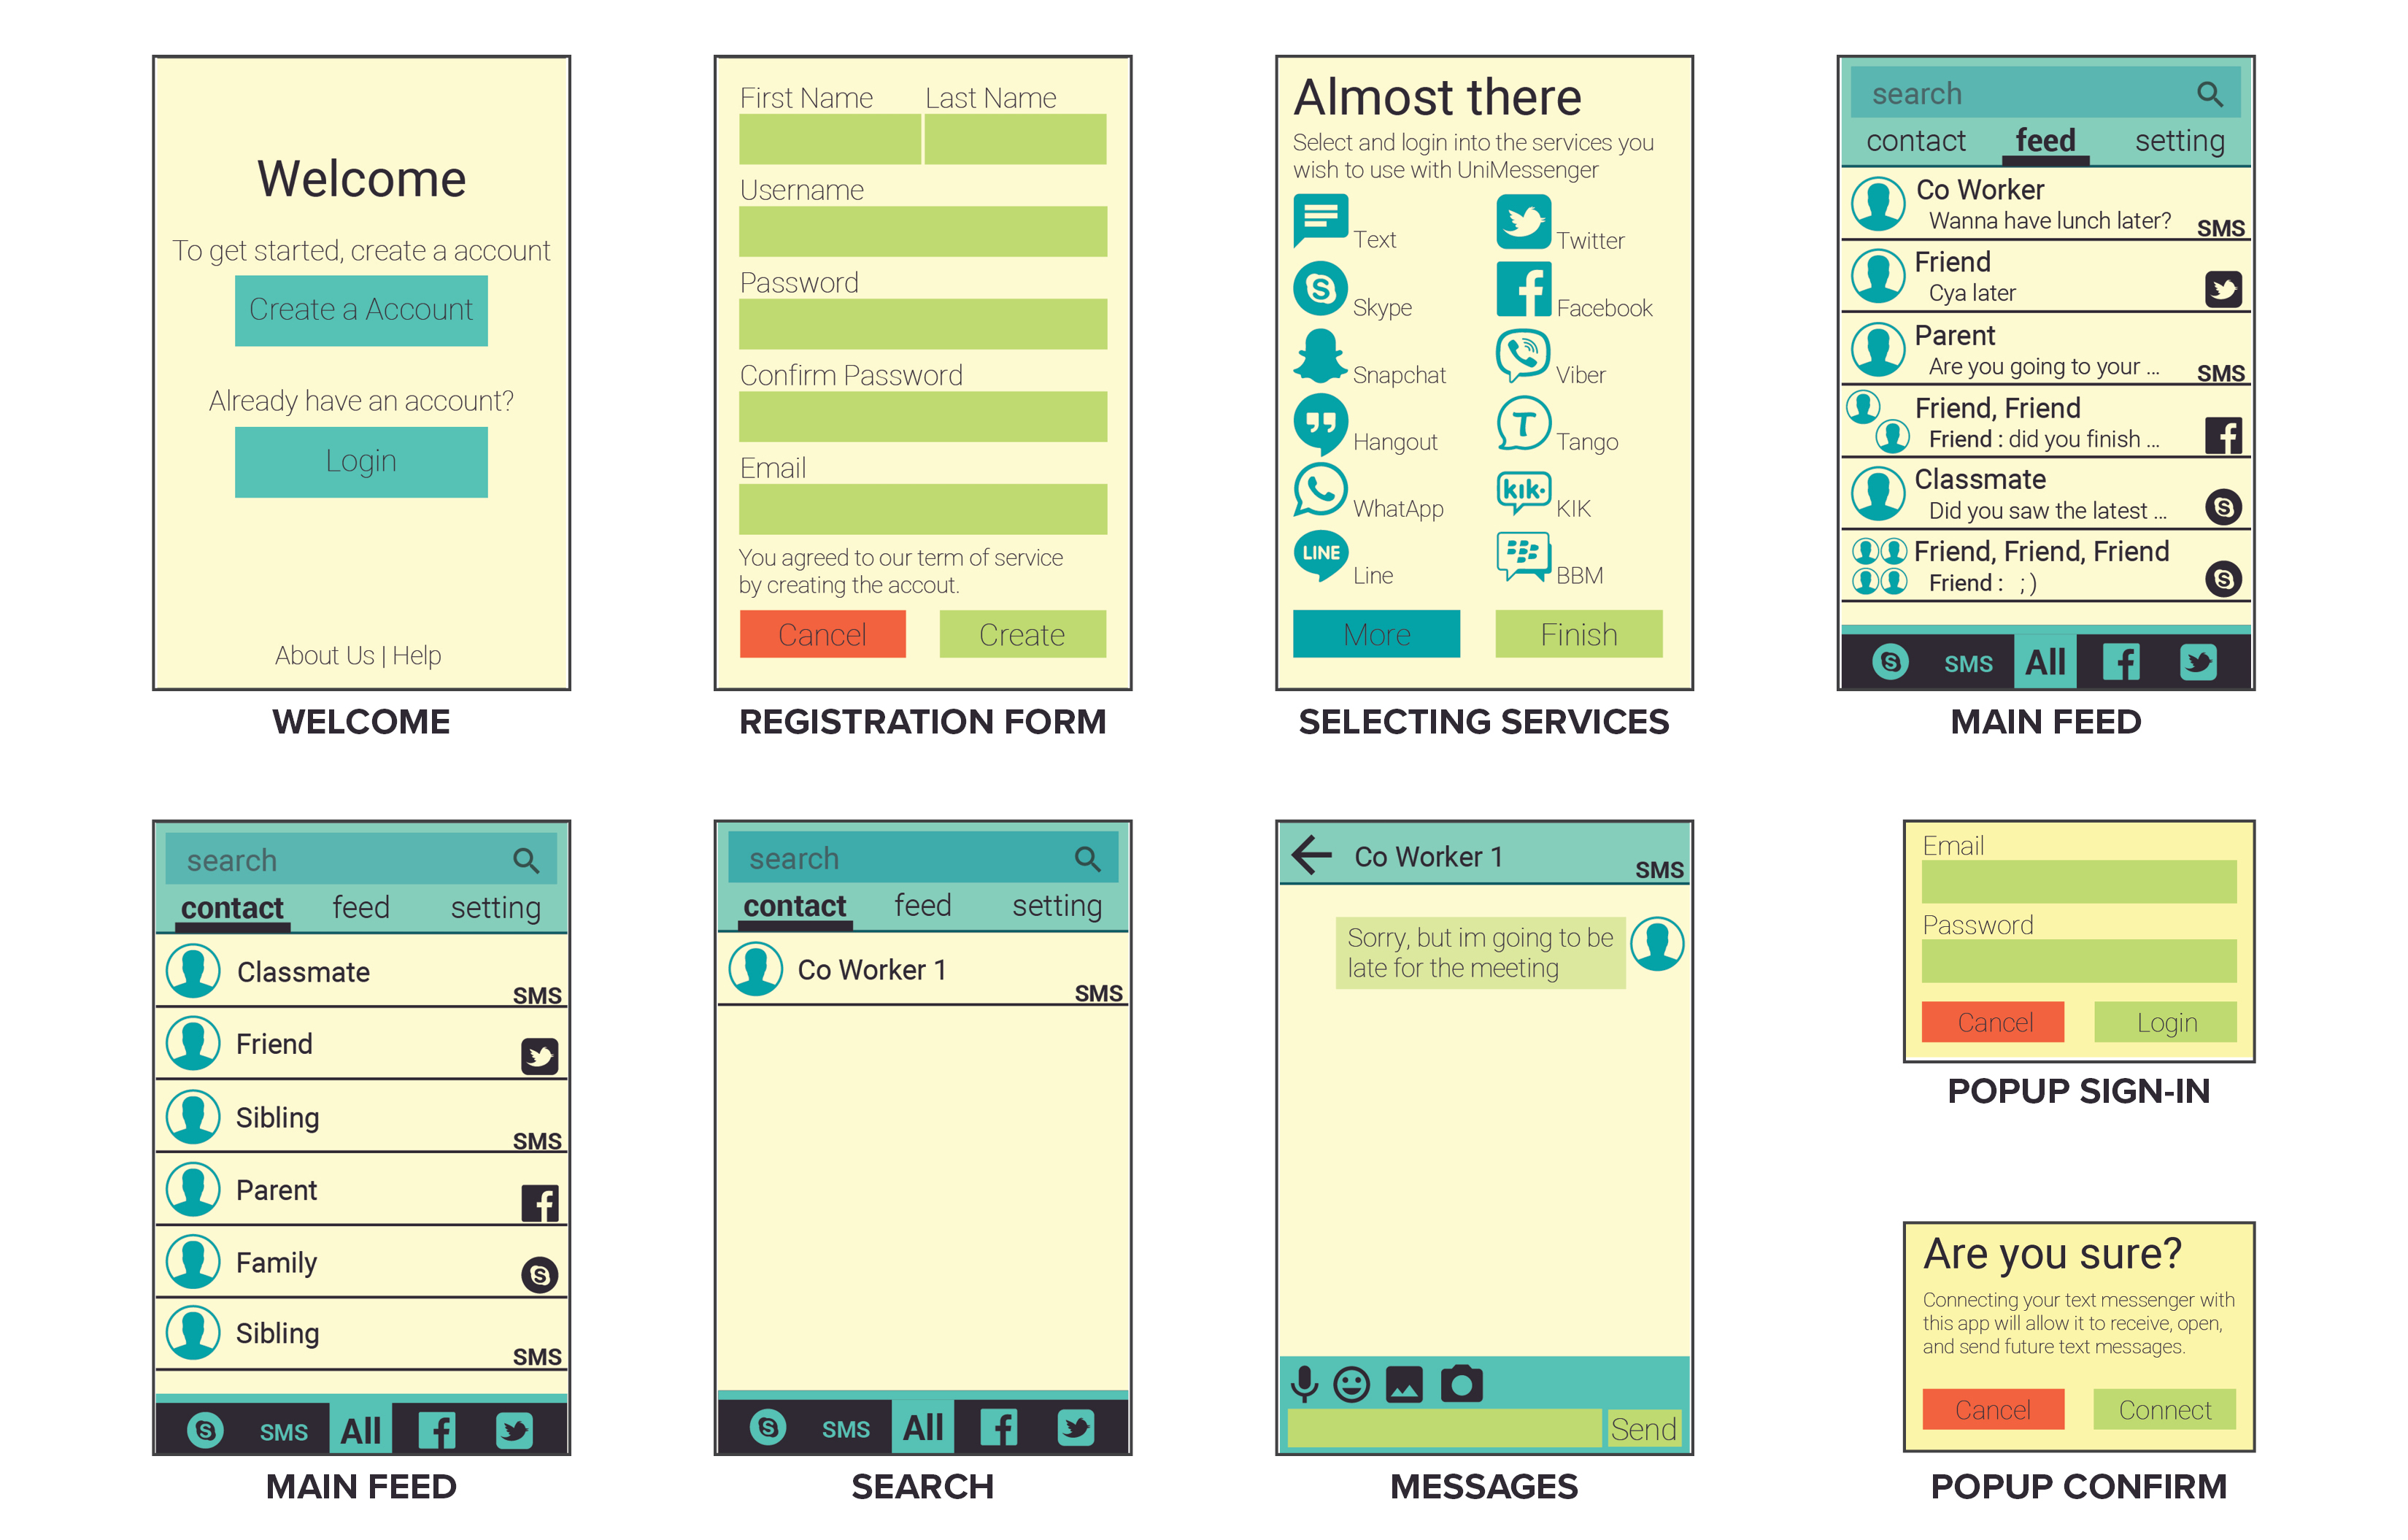 Welcome
To get started, create a account
Create a Account
Already have an account?
Login
About Us | Help
WELCOME
First Name
Last Name
Username
Password
Confirm Password
Email
You agreed to our term of service
by creating the accout.
Cancel
Create
REGISTRATION FORM
Almost there
Select and login into the services you
wish to use with UniMessenger
Text
Twitter
Skype
Facebook
Snapchat
Viber
Hangout
T
Tango
WhatApp
kik.
KIK
LINE
Line
BBM
More
Finish
SELECTING SERVICES
search
contact feed setting
Co Worker
Wanna have lunch later?
SMS
Friend
Cya later
Parent
Are you going to your ...
SMS
Friend, Friend
Friend : did you finish ...
Classmate
Did you saw the latest ...
Friend, Friend, Friend
Friend : ; )
SMS All
MAIN FEED
search
contact feed setting
Classmate
SMS
Friend
Sibling
SMS
Parent
Family
Sibling
SMS
SMS All
MAIN FEED
search
contact feed setting
Co Worker 1
SMS
SMS All
SEARCH
Co Worker 1
SMS
Sorry, but im going to be
late for the meeting
Send
MESSAGES
Email
Password
Cancel
Login
POPUP SIGN-IN
Are you sure?
Connecting your text messenger with
this app will allow it to receive, open,
and send future text messages.
Cancel
Connect
POPUP CONFIRM